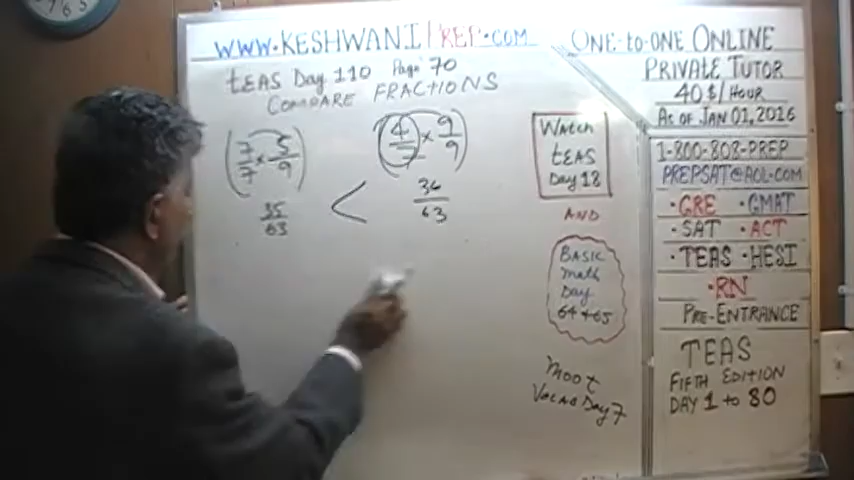 WWW.KESHWANIPREP.COM
TEAS DAY 110 Page 70
COMPARE FRACTIONS
(7/7 × 5/9)
(4/7 × 9/9)
35/63 < 36/63
Watch
TEAS
Day 18
AND
BASIC
math
Day
64+65
MOOT
VOCAB DAY 7
ONE-TO-ONE ONLINE
PRIVATE TUTOR
40$/HOUR
AS OF JAN 01, 2016
1-800-808-PREP
PREPSAT@AOL.COM
•GRE •GMAT
•SAT •ACT
•TEAS •HESI
•RN
PRE-ENTRANCE
TEAS
FIFTH EDITION
DAY 1 TO 80